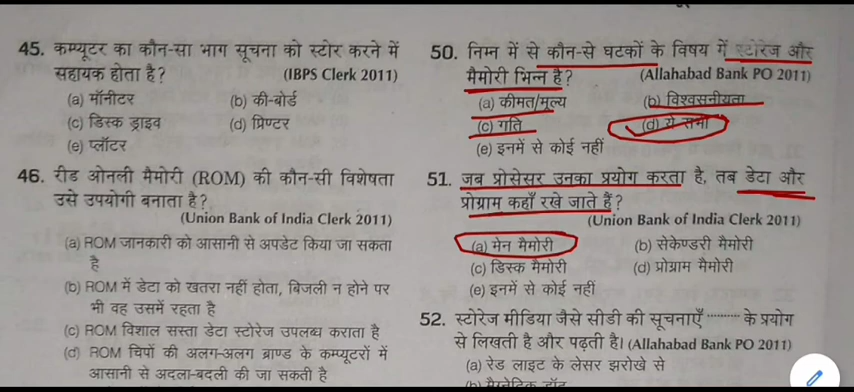 45. कम्प्यूटर का कौन-सा भाग सूचना को स्टोर करने में
सहायक होता है? (IBPS Clerk 2011)
(a) मॉनीटर (b) की-बोर्ड
(c) डिस्क ड्राइव (d) प्रिण्टर
(e) प्लॉटर
46. रीड ओनली मैमोरी (ROM) की कौन-सी विशेषता
उसे उपयोगी बनाता है?
(Union Bank of India Clerk 2011)
(a) ROM जानकारी को आसानी से अपडेट किया जा सकता
है
(b) ROM में डेटा को खतरा नहीं होता, बिजली न होने पर
भी वह उसमें रहता है
(c) ROM विशाल सस्ता डेटा स्टोरेज उपलब्ध कराता है
(d) ROM चिपों की अलग-अलग ब्राण्ड के कम्प्यूटरों में
आसानी से अदला-बदली की जा सकती है
50. निम्न में से कौन-से घटकों के विषय में स्टोरेज और
मैमोरी भिन्न है? (Allahabad Bank PO 2011)
(a) कीमत/मूल्य (b) विश्वसनीयता
(c) गति (d) ये सभी
(e) इनमें से कोई नहीं
51. जब प्रोसेसर उनका प्रयोग करता है, तब डेटा और
प्रोग्राम कहाँ रखे जाते हैं?
(Union Bank of India Clerk 2011)
(a) मेन मैमोरी (b) सेकेण्डरी मैमोरी
(c) डिस्क मैमोरी (d) प्रोग्राम मैमोरी
(e) इनमें से कोई नहीं
52. स्टोरेज मीडिया जैसे सीडी की सूचनाएँ ......... के प्रयोग
से लिखती है और पढ़ती है। (Allahabad Bank PO 2011)
(a) रेड लाइट के लेसर झरोखे से